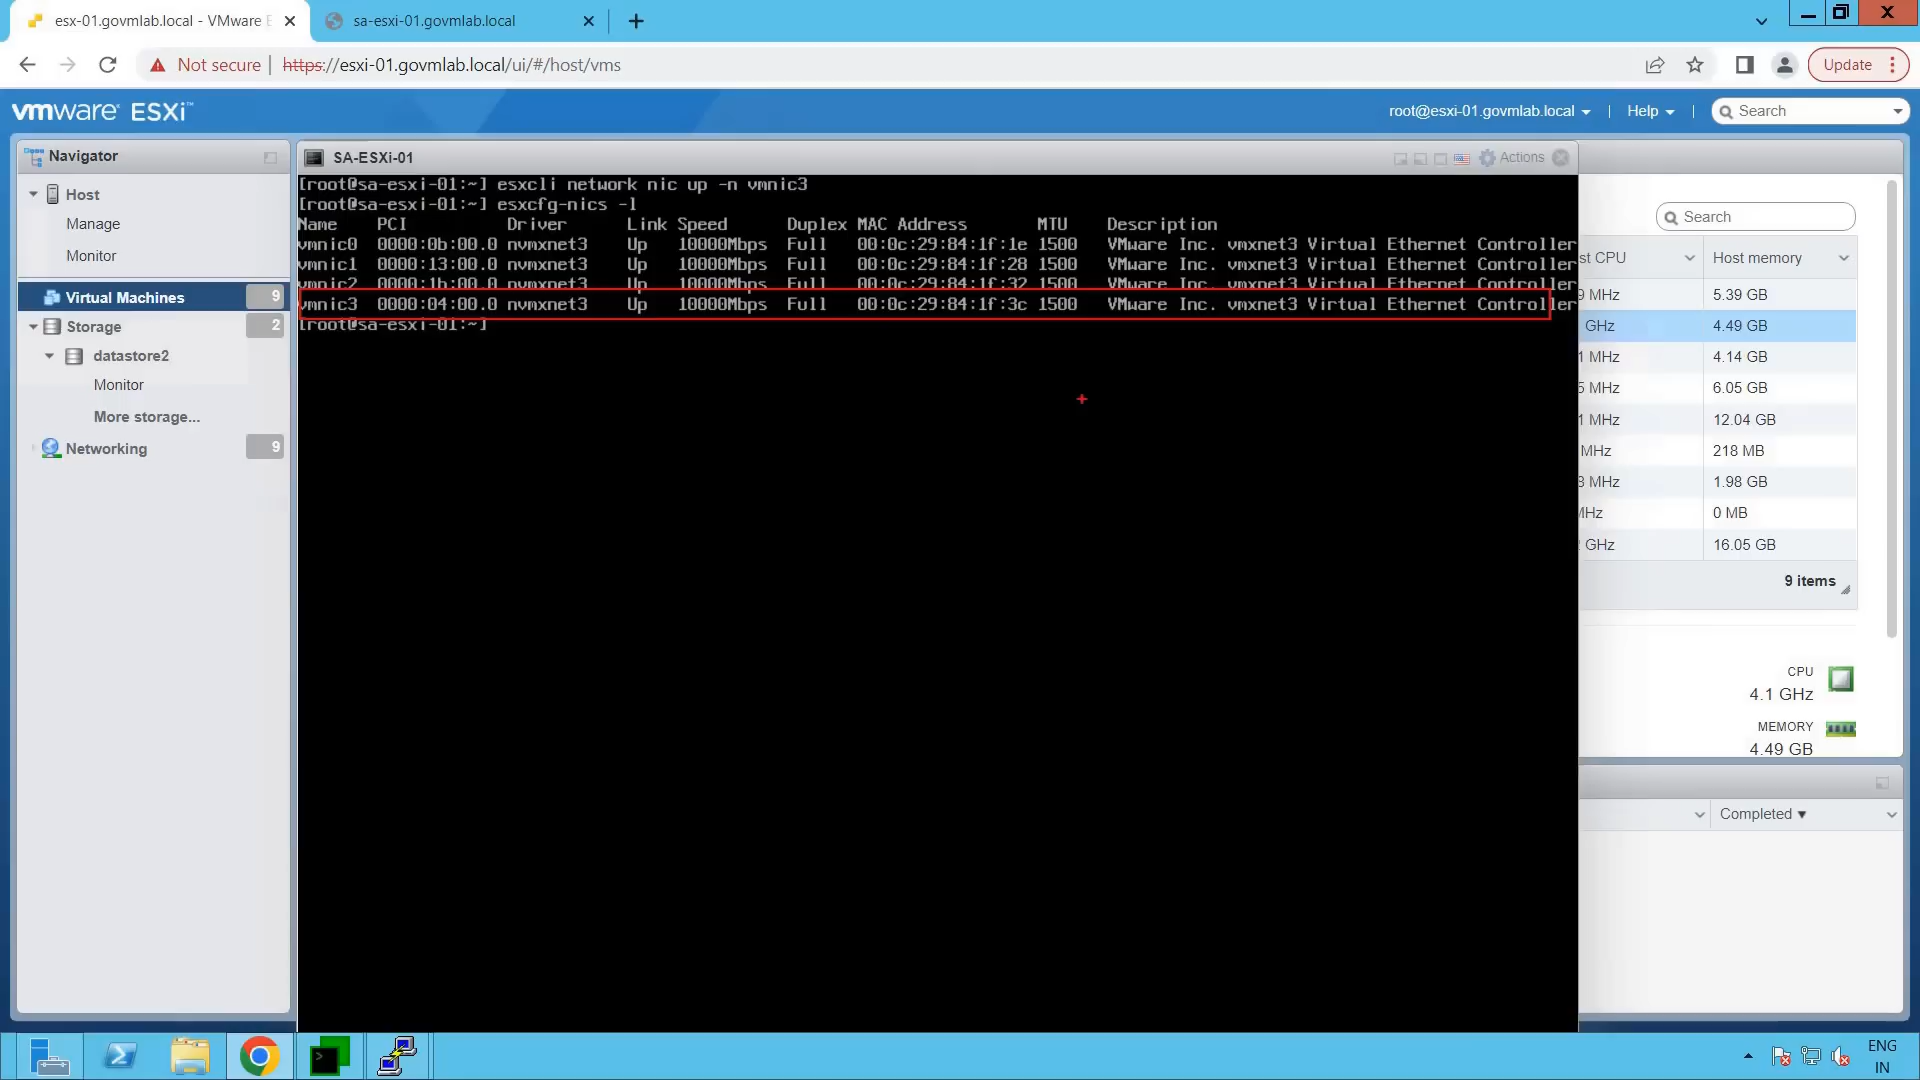 esx-01.govmlab.local - VMware E
sa-esxi-01.govmlab.local
Not secure
https://esxi-01.govmlab.local/ui/#/host/vms
Update
vmware ESXi™
root@esxi-01.govmlab.local
Help
Search
Navigator
Host
Manage
Monitor
Virtual Machines
9
Storage
2
datastore2
Monitor
More storage...
Networking
9
SA-ESXi-01
Actions
[root@sa-esxi-01:~] esxcli network nic up -n vmnic3
[root@sa-esxi-01:~] esxcfg-nics -l
Name PCI Driver Link Speed Duplex MAC Address MTU Description
vmnic0 0000:0b:00.0 nvmxnet3 Up 10000Mbps Full 00:0c:29:84:1f:1e 1500 VMware Inc. vmxnet3 Virtual Ethernet Controller
vmnic1 0000:13:00.0 nvmxnet3 Up 10000Mbps Full 00:0c:29:84:1f:28 1500 VMware Inc. vmxnet3 Virtual Ethernet Controller
vmnic2 0000:1b:00.0 nvmxnet3 Up 10000Mbps Full 00:0c:29:84:1f:32 1500 VMware Inc. vmxnet3 Virtual Ethernet Controller
vmnic3 0000:04:00.0 nvmxnet3 Up 10000Mbps Full 00:0c:29:84:1f:3c 1500 VMware Inc. vmxnet3 Virtual Ethernet Controller
[root@sa-esxi-01:~]
Search
st CPU Host memory
9 MHz 5.39 GB
GHz 4.49 GB
1 MHz 4.14 GB
5 MHz 6.05 GB
1 MHz 12.04 GB
MHz 218 MB
8 MHz 1.98 GB
MHz 0 MB
GHz 16.05 GB
9 items
CPU
4.1 GHz
MEMORY
4.49 GB
Completed
ENG
IN